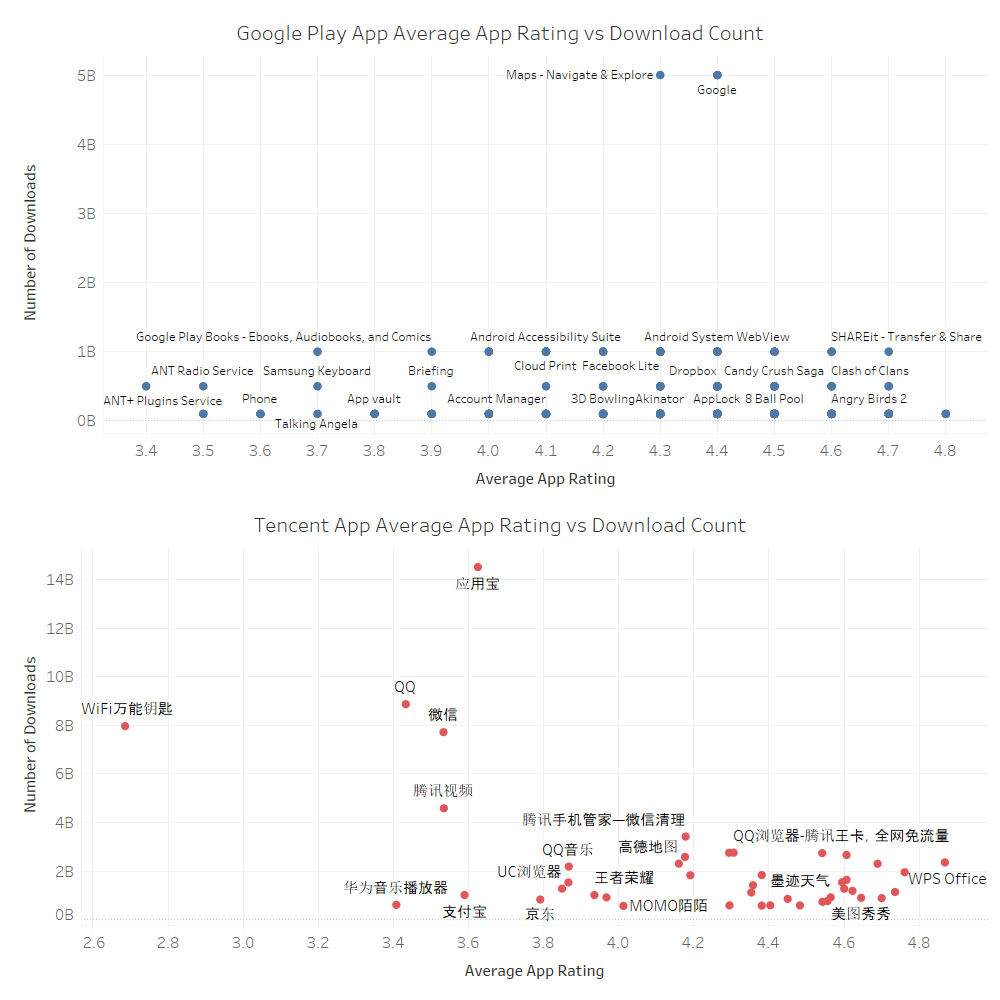 Google Play App Average App Rating vs Download Count
Number of Downloads
5B
4B
3B
2B
1B
0B
Maps - Navigate & Explore
Google
Google Play Books - Ebooks, Audiobooks, and Comics
Android Accessibility Suite
Android System WebView
SHAREit - Transfer & Share
Cloud Print
Facebook Lite
ANT Radio Service
Samsung Keyboard
Briefing
Dropbox
Candy Crush Saga
Clash of Clans
ANT+ Plugins Service
Phone
App vault
Account Manager
3D Bowling
Akinator
AppLock
8 Ball Pool
Angry Birds 2
Talking Angela
3.4 3.5 3.6 3.7 3.8 3.9 4.0 4.1 4.2 4.3 4.4 4.5 4.6 4.7 4.8
Average App Rating
Tencent App Average App Rating vs Download Count
Number of Downloads
14B
12B
10B
8B
6B
4B
2B
0B
应用宝
QQ
WiFi万能钥匙
微信
腾讯视频
腾讯手机管家—微信清理
QQ浏览器-腾讯王卡, 全网免流量
QQ音乐
高德地图
UC浏览器
王者荣耀
墨迹天气
WPS Office
华为音乐播放器
支付宝
京东
MOMO陌陌
美图秀秀
2.6 2.8 3.0 3.2 3.4 3.6 3.8 4.0 4.2 4.4 4.6 4.8
Average App Rating